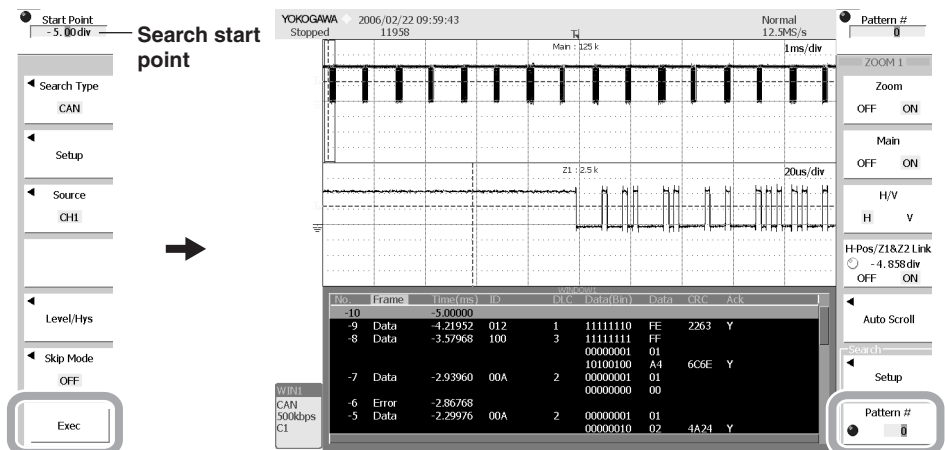 Start Point
- 5. 00 div
Search start
point
Search Type
CAN
Setup
Source
CH1
Level/Hys
Skip Mode
OFF
Exec
YOKOGAWA 2006/02/22 09:59:43
Stopped 11958
Normal
12.5MS/s
Main : 125 k
1ms/div
Z1 : 2.5 k
20us/div
WINDOW1
No. Frame Time(ms) ID DLC Data(Bin) Data CRC Ack
-10 -5.00000
-9 Data -4.21952 012 1 11111110 FE 2263 Y
-8 Data -3.57968 100 3 11111111 FF
00000001 01
10100100 A4 6C6E Y
-7 Data -2.93960 00A 2 00000001 01
00000000 00
-6 Error -2.86768
-5 Data -2.29976 00A 2 00000001 01
00000010 02 4A24 Y
WIN1
CAN
500kbps
C1
Pattern #
0
ZOOM 1
Zoom
OFF ON
Main
OFF ON
H/V
H V
H-Pos/Z1&Z2 Link
- 4. 858 div
OFF ON
Auto Scroll
Search
Setup
Pattern #
0